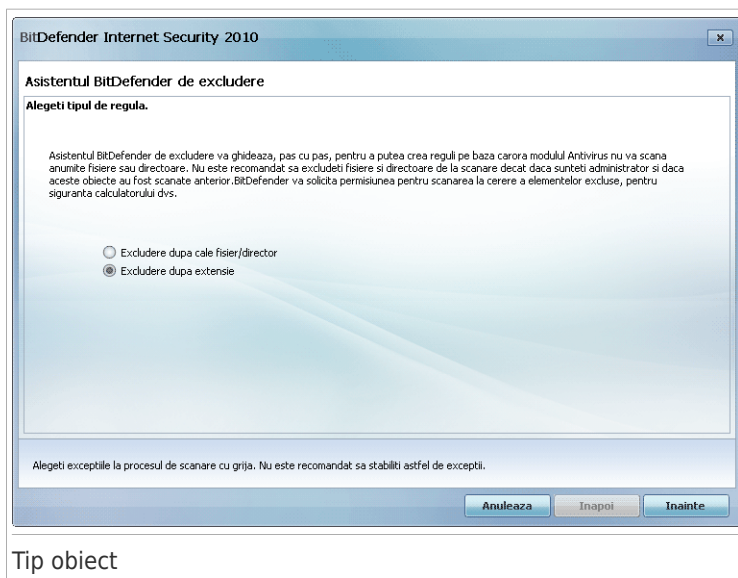 BitDefender Internet Security 2010
x
Asistentul BitDefender de excludere
Alegeti tipul de regula.
Asistentul BitDefender de excludere va ghideaza, pas cu pas, pentru a putea crea reguli pe baza carora modulul Antivirus nu va scana
anumite fisiere sau directoare. Nu este recomandat sa excludeti fisiere si directoare de la scanare decat daca sunteti administrator si daca
aceste obiecte au fost scanate anterior.BitDefender va solicita permisiunea pentru scanarea la cerere a elementelor excluse, pentru
siguranta calculatorului dvs.
Excludere dupa cale fisier/director
Excludere dupa extensie
Alegeti exceptiile la procesul de scanare cu grija. Nu este recomandat sa stabiliti astfel de exceptii.
Anuleaza Inapoi Inainte
Tip obiect